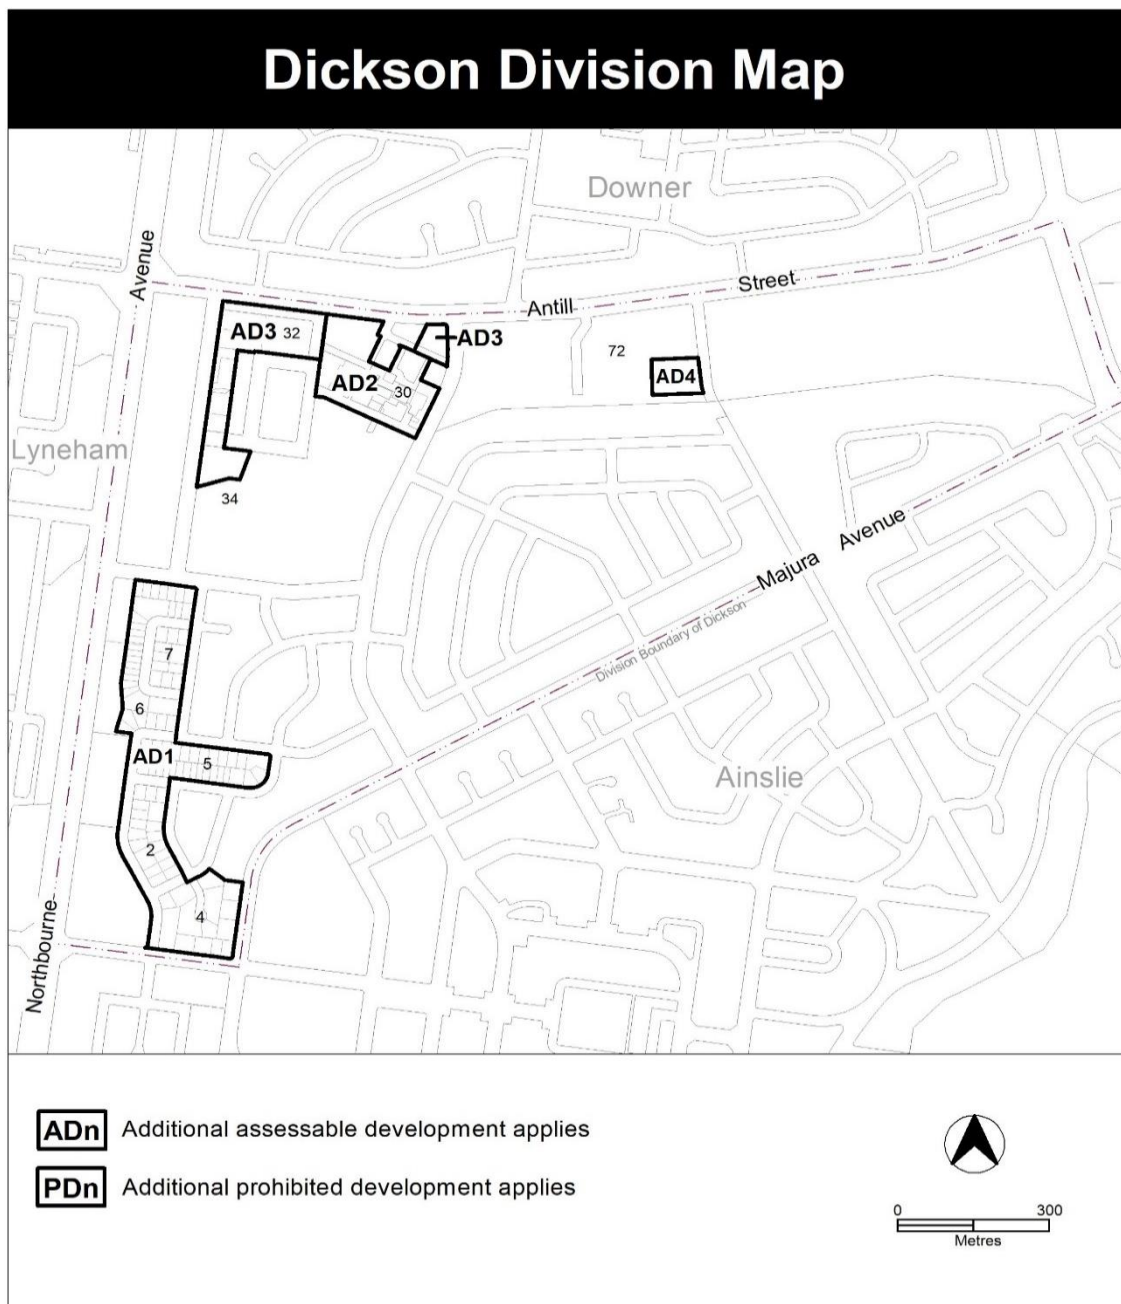 Dickson Division Map
Downer
Avenue
Street
Antill
AD3 32
AD3
72
AD4
AD2
30
Lyneham
34
Avenue
Majura
Division Boundary of Dickson
7
6
AD1
5
Ainslie
2
4
Northbourne
ADn Additional assessable development applies
PDn Additional prohibited development applies
0 300
Metres